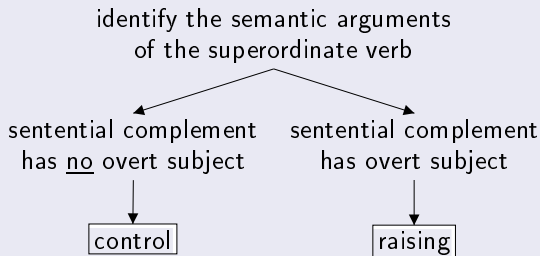 identify the semantic arguments
of the superordinate verb
sentential complement
has no overt subject
sentential complement
has overt subject
control
raising